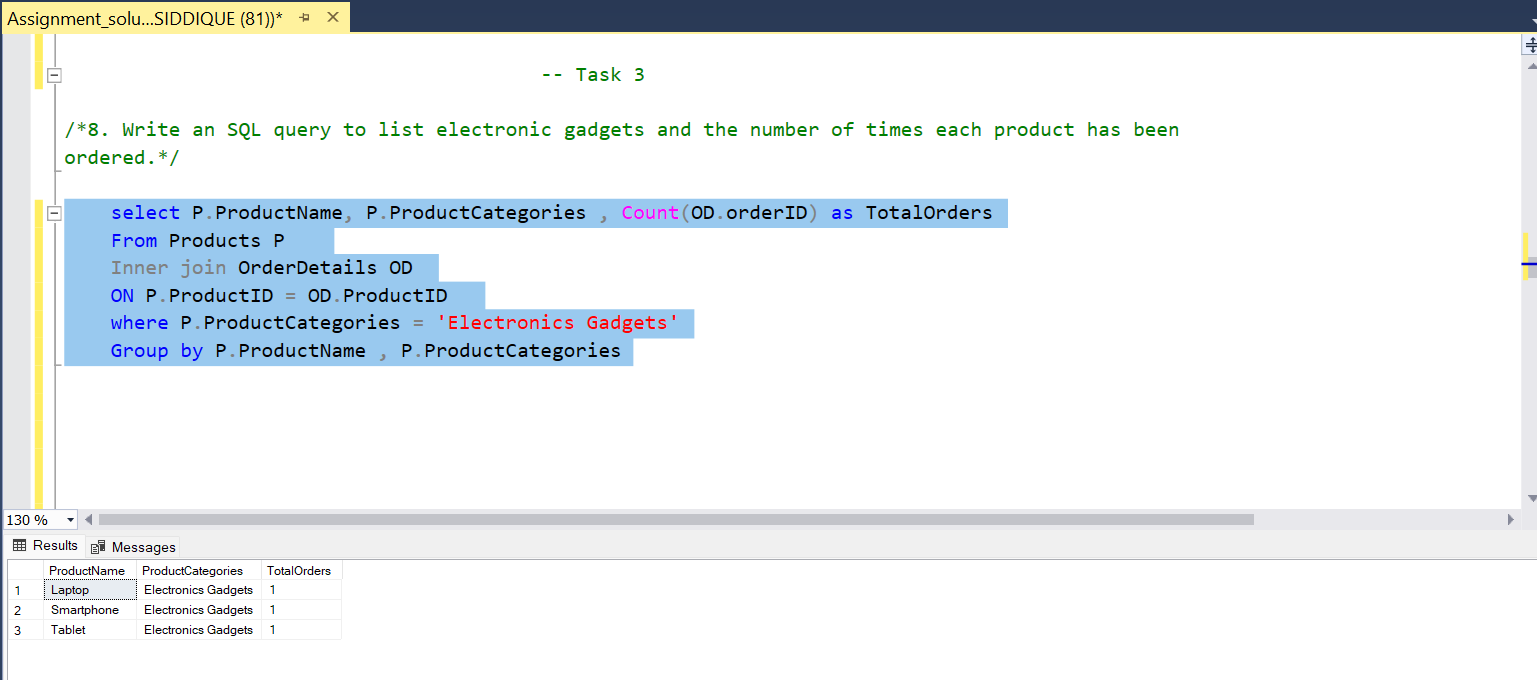 Assignment_solu...SIDDIQUE (81))*
-- Task 3
/*8. Write an SQL query to list electronic gadgets and the number of times each product has been
ordered.*/
select P.ProductName, P.ProductCategories , Count(OD.orderID) as TotalOrders
From Products P
Inner join OrderDetails OD
ON P.ProductID = OD.ProductID
where P.ProductCategories = 'Electronics Gadgets'
Group by P.ProductName , P.ProductCategories
130 %
Results Messages
ProductName ProductCategories TotalOrders
1 Laptop Electronics Gadgets 1
2 Smartphone Electronics Gadgets 1
3 Tablet Electronics Gadgets 1